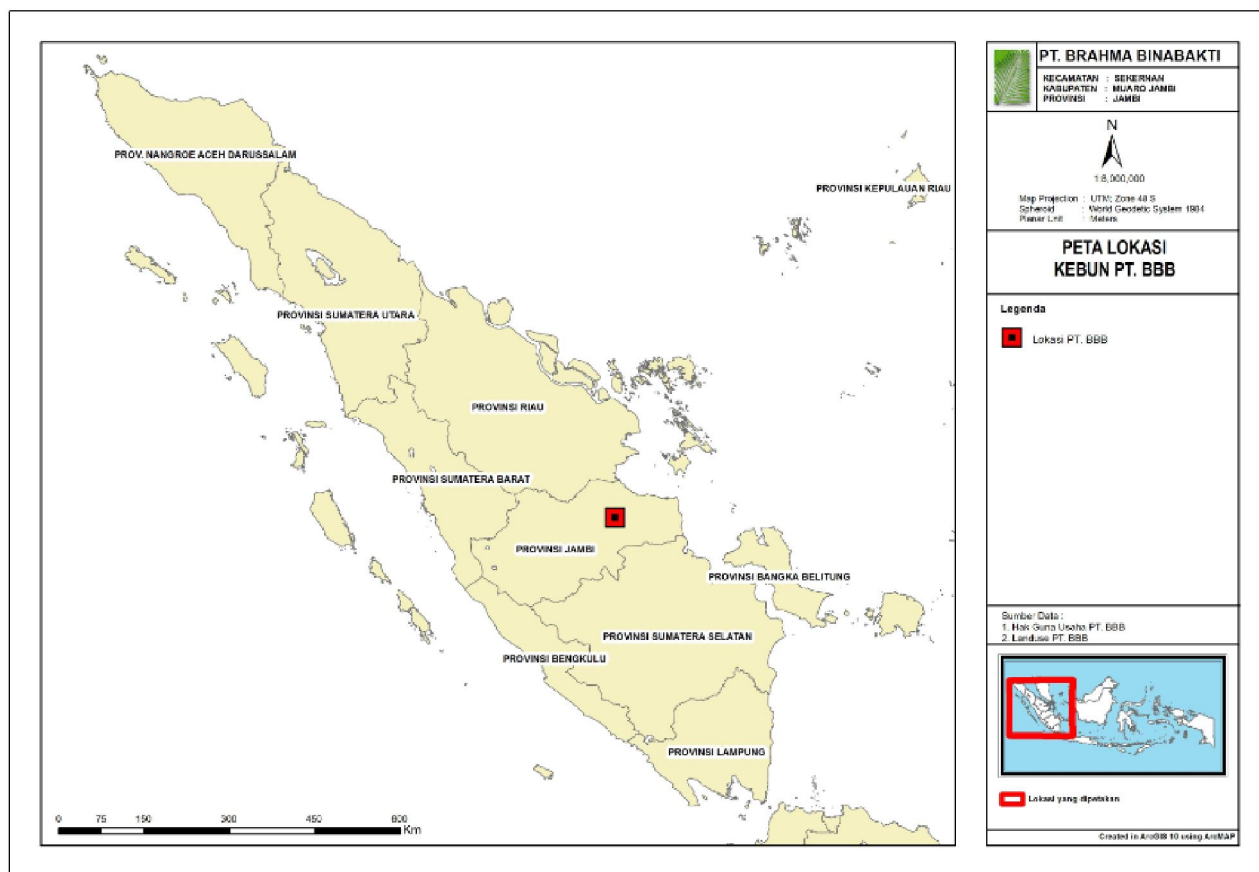 PROV. NANGROE ACEH DARUSSALAM
PROVINSI KEPULAUAN RIAU
PROVINSI SUMATERA UTARA
PROVINSI RIAU
PROVINSI SUMATERA BARAT
PROVINSI JAMBI
PROVINSI BANGKA BELITUNG
PROVINSI SUMATERA SELATAN
PROVINSI BENGKULU
PROVINSI LAMPUNG
0 75 150 300 450 600
Km
PT. BRAHMA BINABAKTI
KECAMATAN : SEKERNAN
KABUPATEN : MUARO JAMBI
PROVINSI : JAMBI
N
1:6,000,000
Map Projection : UTM; Zone 48 S
Spheroid : World Geodetic System 1984
Planar Unit : Meters
PETA LOKASI
KEBUN PT. BBB
Legenda
Lokasi PT. BBB
Sumber Data :
1. Hak Guna Usaha PT. BBB
2. Landuse PT. BBB
Lokasi yang dipetakan
Created in ArcGIS 10 using ArcMAP